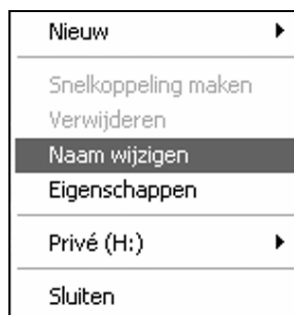 Nieuw
Snelkoppeling maken
Verwijderen
Naam wijzigen
Eigenschappen
Privé (H:)
Sluiten